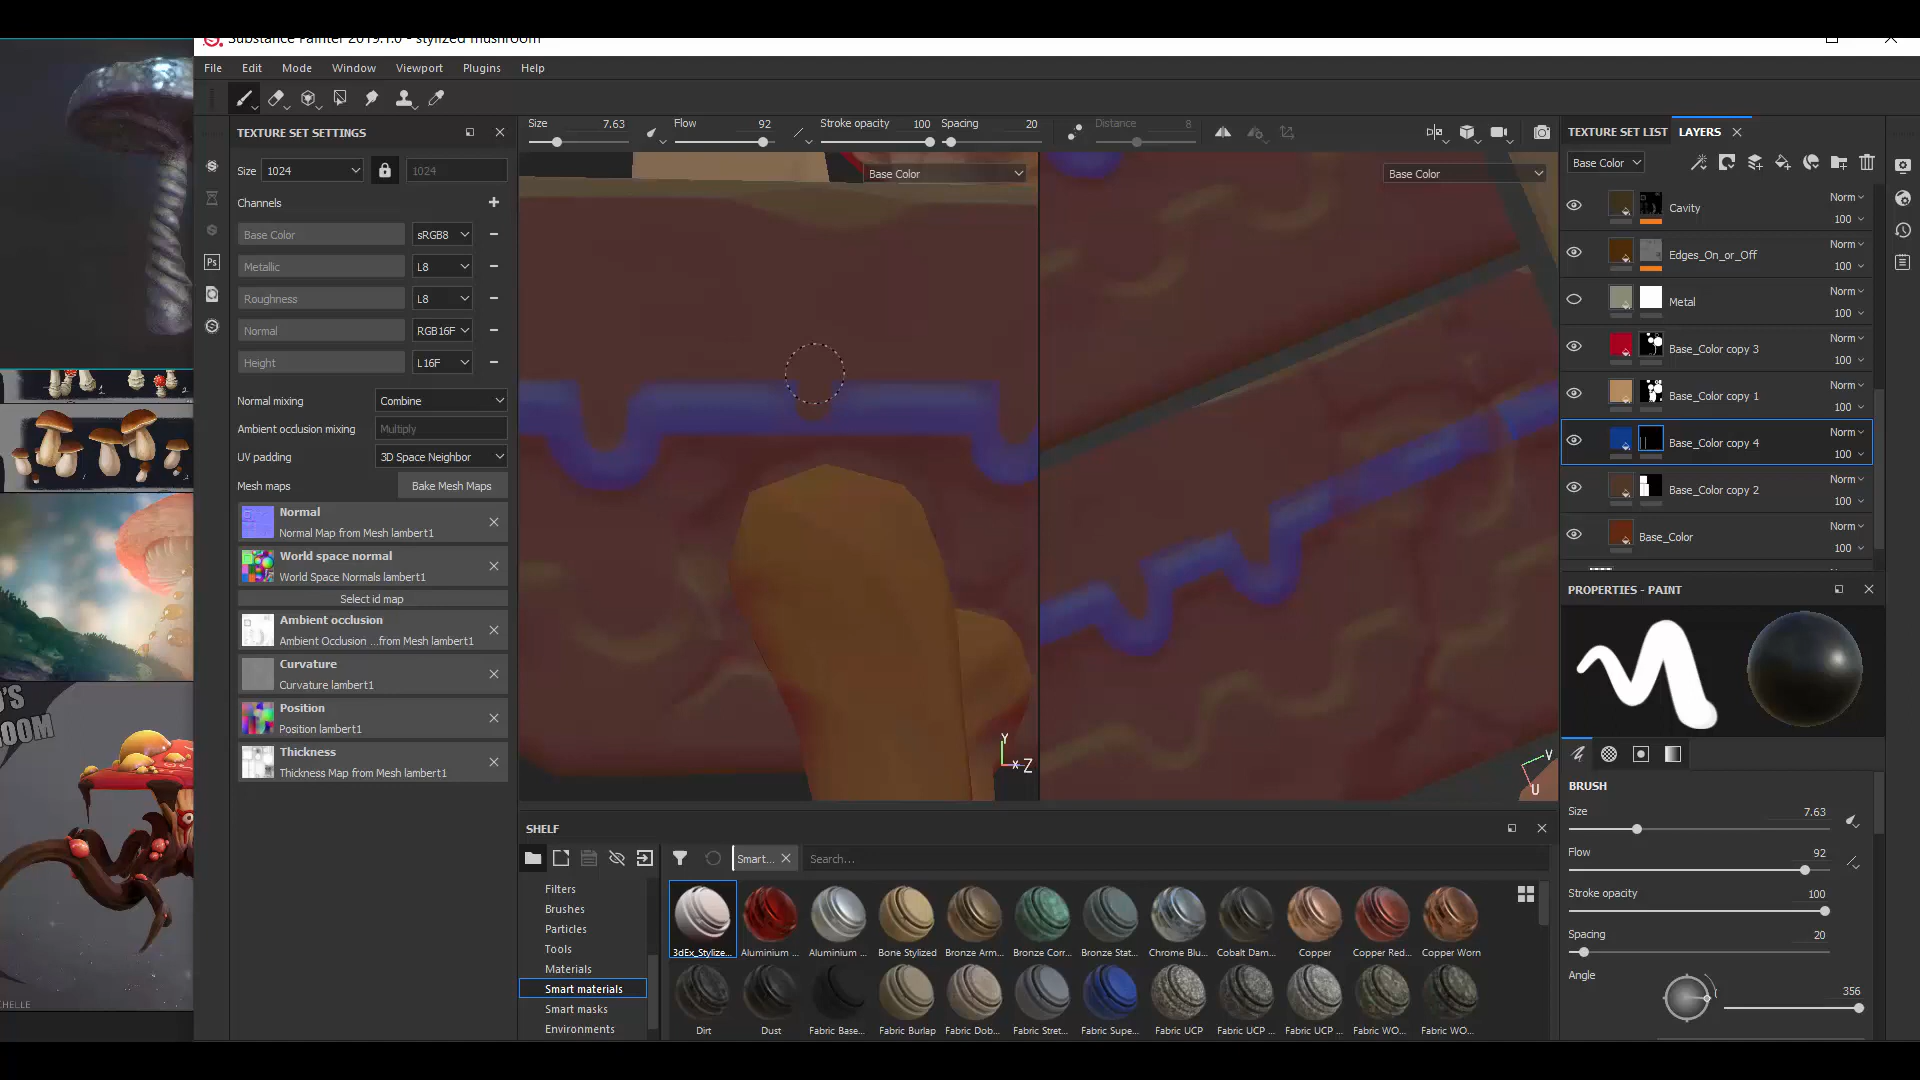 Substance Painter 2019.1.0 - stylized mushroom
File Edit Mode Window Viewport Plugins Help
TEXTURE SET SETTINGS
Size 1024 1024
Channels
Base Color sRGB8
Metallic L8
Roughness L8
Normal RGB16F
Height L16F
Normal mixing Combine
Ambient occlusion mixing Multiply
UV padding 3D Space Neighbor
Mesh maps Bake Mesh Maps
Normal
Normal Map from Mesh lambert1
World space normal
World Space Normals lambert1
Select id map
Ambient occlusion
Ambient Occlusion ...from Mesh lambert1
Curvature
Curvature lambert1
Position
Position lambert1
Thickness
Thickness Map from Mesh lambert1
Size 7.63 Flow 92 Stroke opacity 100 Spacing 20 Distance 8
Base Color
Base Color
Y
X Z
V
U
TEXTURE SET LIST LAYERS
Base Color
Cavity Norm 100
Edges_On_or_Off Norm 100
Metal Norm 100
Base_Color copy 3 Norm 100
Base_Color copy 1 Norm 100
Base_Color copy 4 Norm 100
Base_Color copy 2 Norm 100
Base_Color Norm 100
PROPERTIES - PAINT
BRUSH
Size 7.63
Flow 92
Stroke opacity 100
Spacing 20
Angle 356
SHELF
Smart... Search...
Filters
Brushes
Particles
Tools
Materials
Smart materials
Smart masks
Environments
3dEx_Stylize... Aluminium ... Aluminium ... Bone Stylized Bronze Arm... Bronze Corr... Bronze Stat... Chrome Blu... Cobalt Dam... Copper Copper Red... Copper Worn
Dirt Dust Fabric Base... Fabric Burlap Fabric Dob... Fabric Stret... Fabric Supe... Fabric UCP Fabric UCP ... Fabric UCP ... Fabric WO... Fabric WO...
Ps
'S
OOM
HELLE